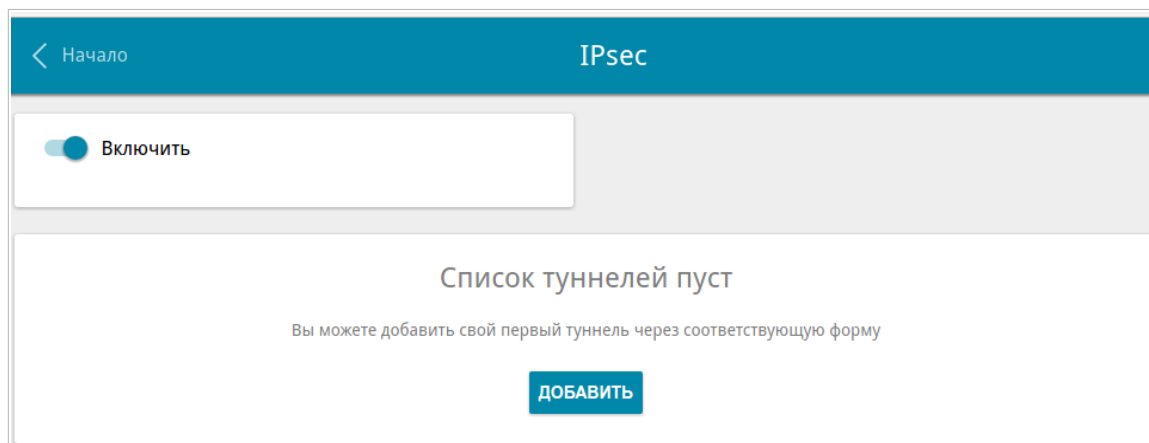 Начало
IPsec
Включить
Список туннелей пуст
Вы можете добавить свой первый туннель через соответствующую форму
ДОБАВИТЬ